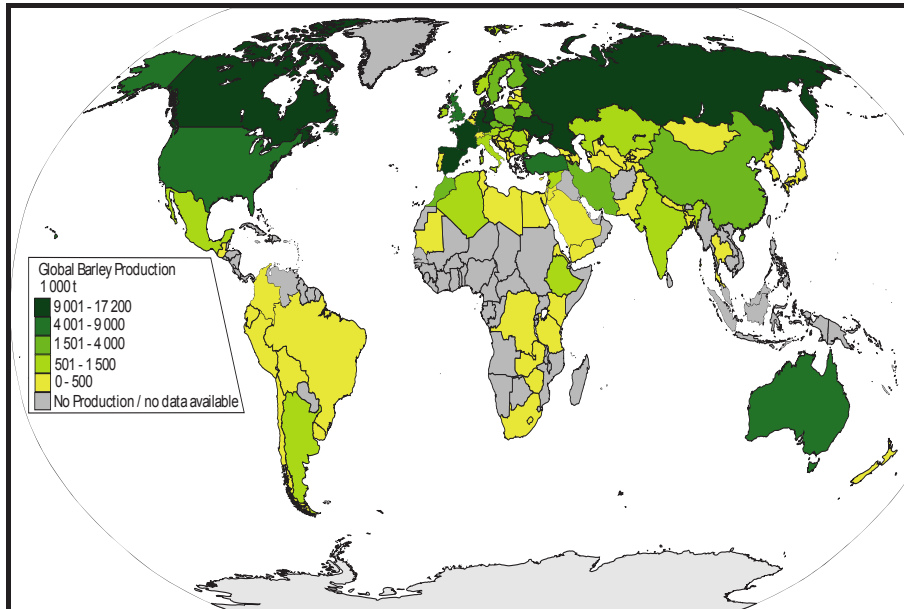 Global Barley Production
1 000 t
9 001 - 17 200
4 001 - 9 000
1 501 - 4 000
501 - 1 500
0 - 500
No Production / no data available